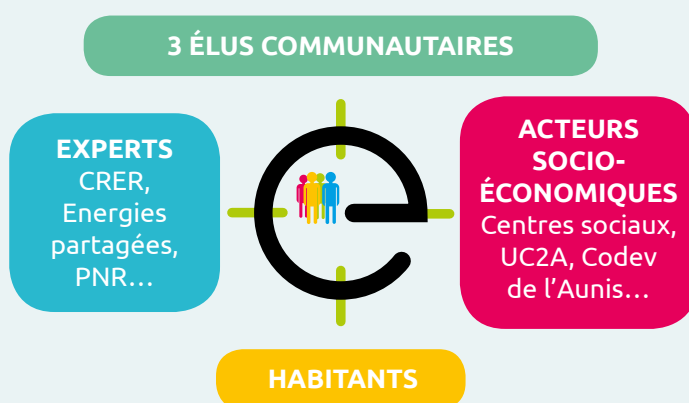 3 ÉLUS COMMUNAUTAIRES
EXPERTS
CRER,
Energies
partagées,
PNR…
ACTEURS
SOCIO-
ÉCONOMIQUES
Centres sociaux,
UC2A, Codev
de l’Aunis…
HABITANTS